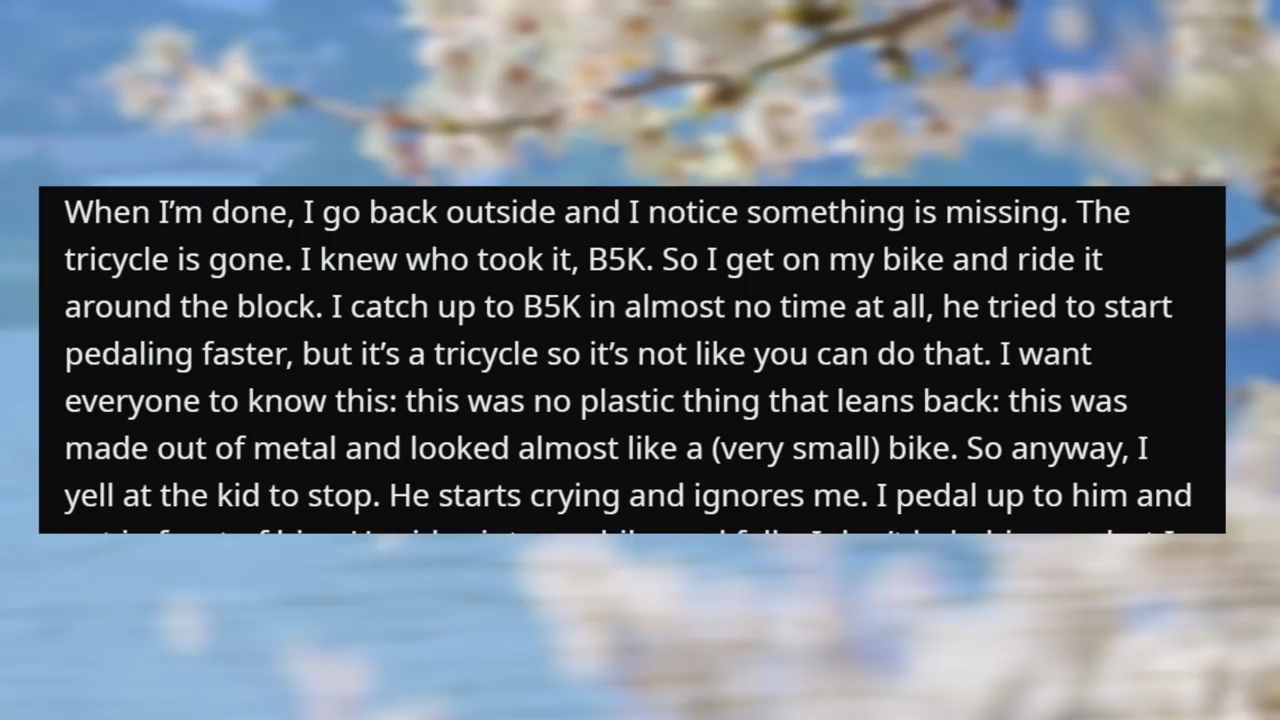 When I’m done, I go back outside and I notice something is missing. The
tricycle is gone. I knew who took it, B5K. So I get on my bike and ride it
around the block. I catch up to B5K in almost no time at all, he tried to start
pedaling faster, but it’s a tricycle so it’s not like you can do that. I want
everyone to know this: this was no plastic thing that leans back: this was
made out of metal and looked almost like a (very small) bike. So anyway, I
yell at the kid to stop. He starts crying and ignores me. I pedal up to him and